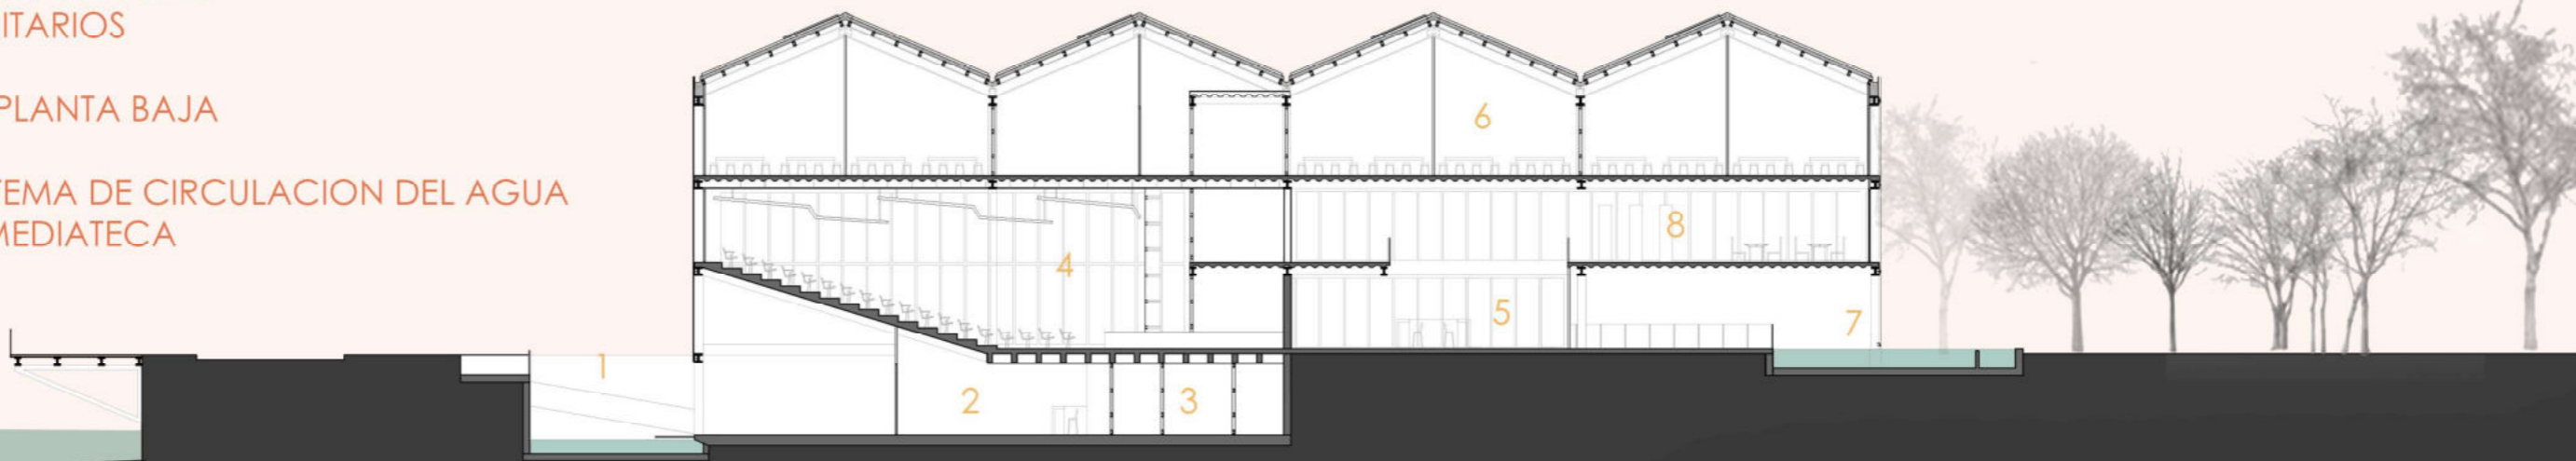 ITARIOS
PLANTA BAJA
TEMA DE CIRCULACION DEL AGUA
MEDIATECA
6
8
4
5
7
1
2
3